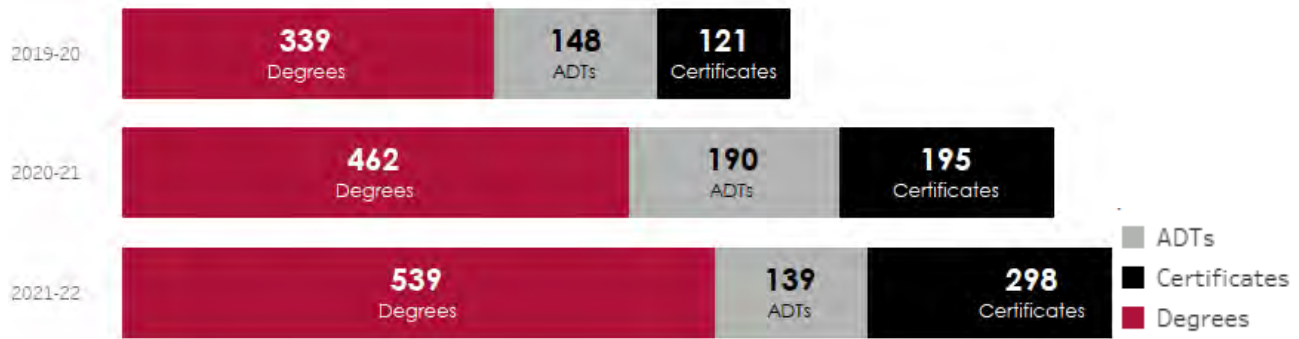 2019-20
339
Degrees
148
ADTs
121
Certificates
2020-21
462
Degrees
190
ADTs
195
Certificates
2021-22
539
Degrees
139
ADTs
298
Certificates
ADTs
Certificates
Degrees